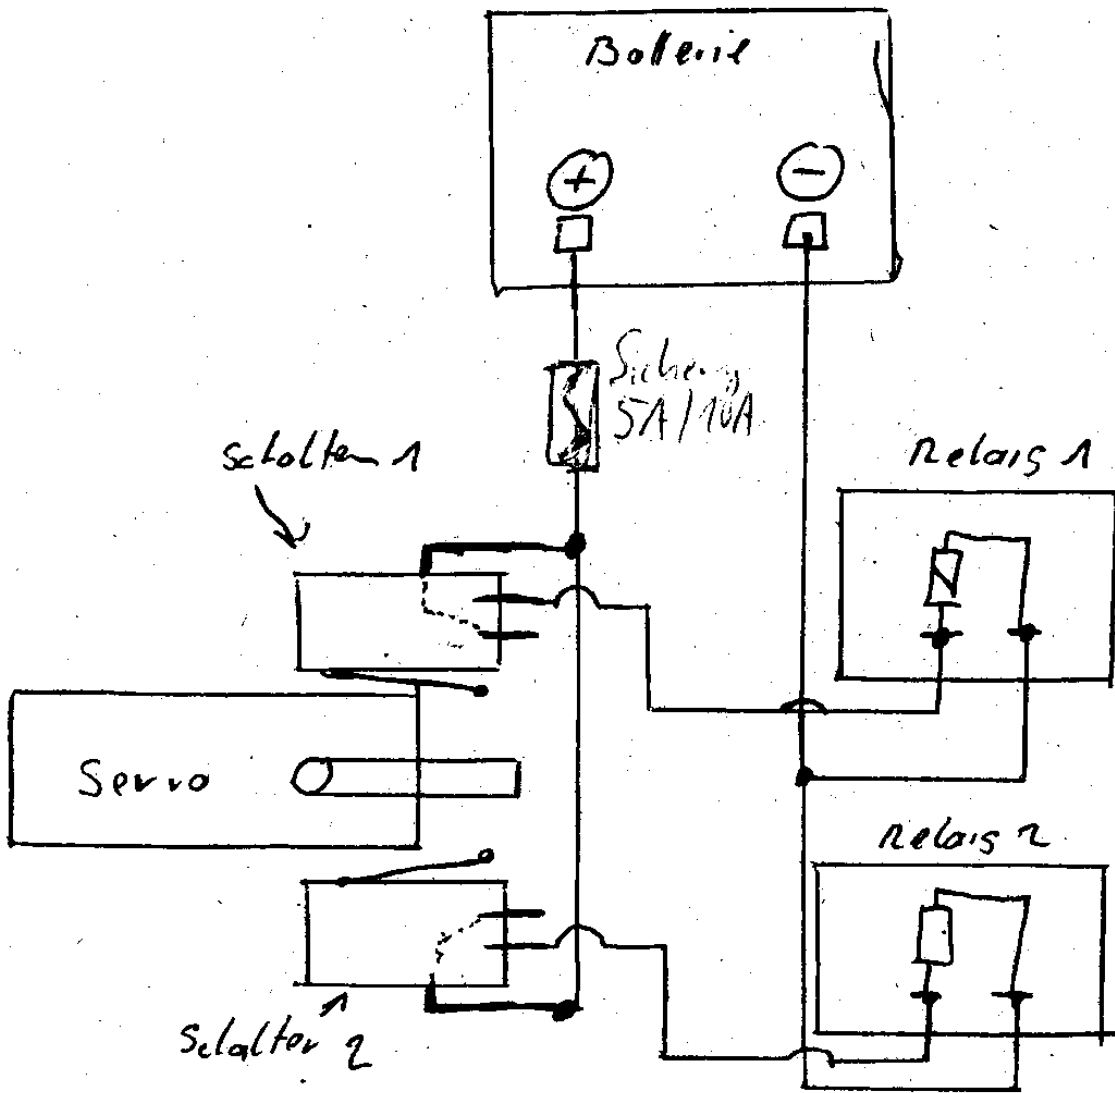 Batterie
+
−
Sicherung
5A/10A
Schalter 1
Relais 1
Servo
Relais 2
Schalter 2